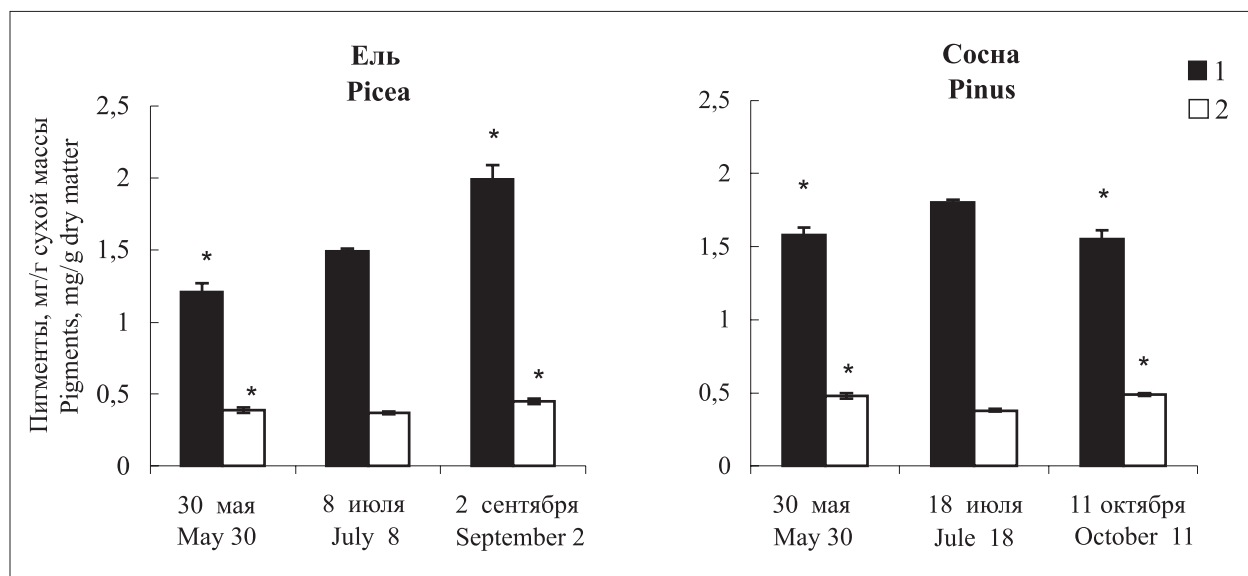 Пигменты, мг/г сухой массы
Pigments, mg/g dry matter
Ель
Picea
2,5
2
1,5
1
0,5
0
*
*
*
*
30 мая
May 30
8 июля
July 8
2 сентября
September 2
Сосна
Pinus
2,5
2
1,5
1
0,5
0
*
*
*
*
30 мая
May 30
18 июля
Jule 18
11 октября
October 11
1
2